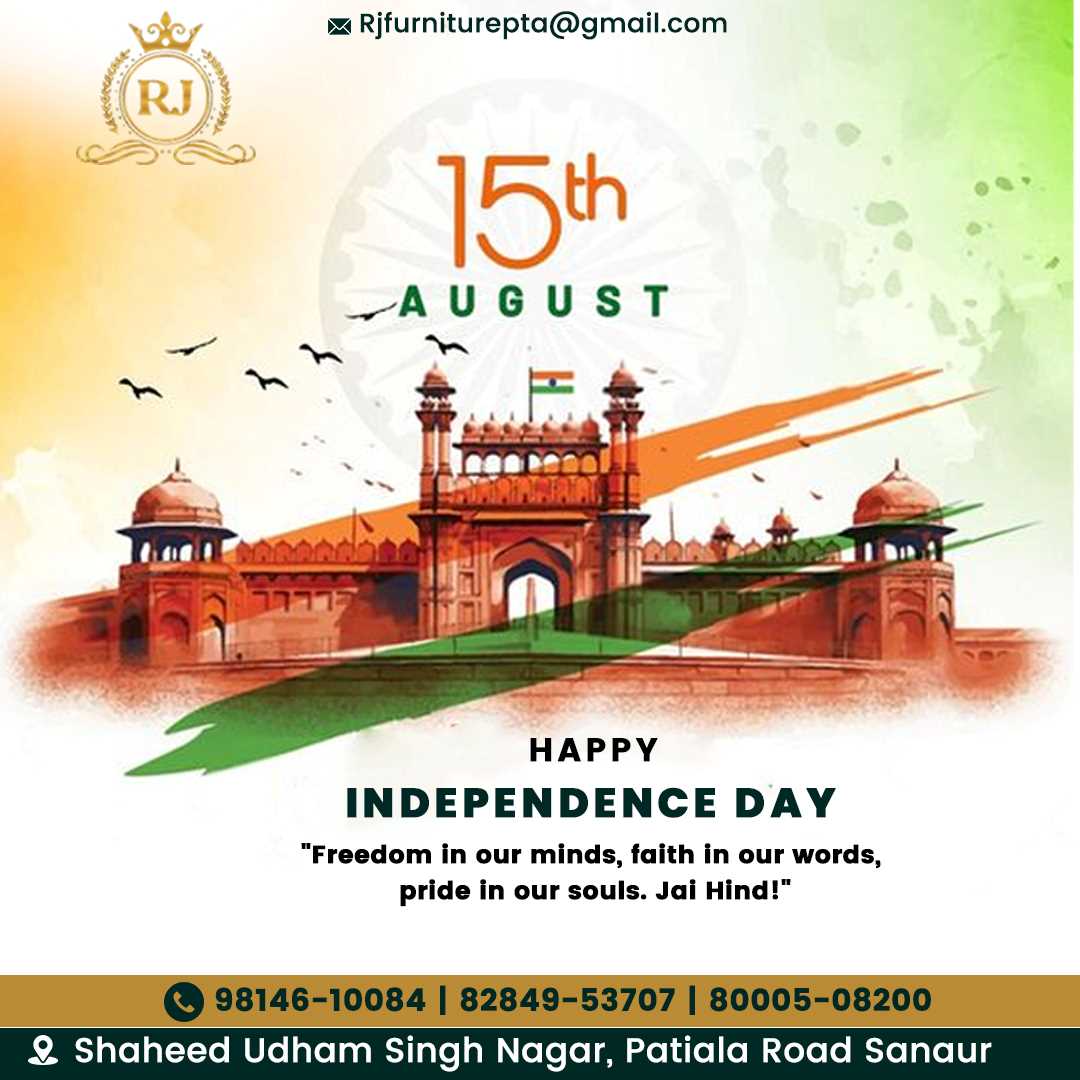 Rjfurniturepta@gmail.com
RJ
15th
AUGUST
HAPPY
INDEPENDENCE DAY
"Freedom in our minds, faith in our words,
pride in our souls. Jai Hind!"
98146-10084 | 82849-53707 | 80005-08200
Shaheed Udham Singh Nagar, Patiala Road Sanaur